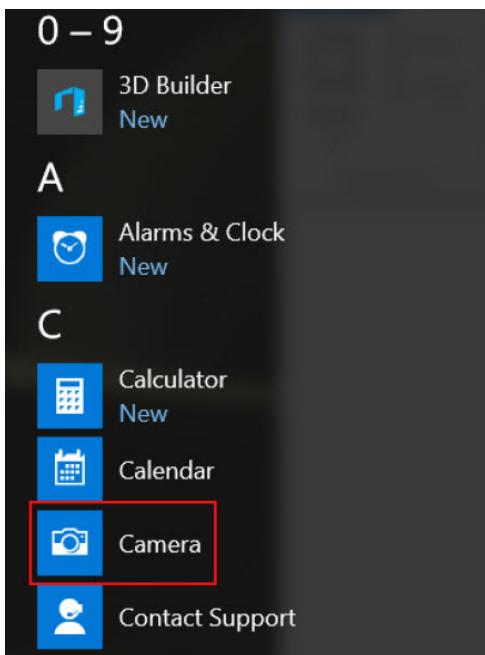 0 – 9
3D Builder
New
A
Alarms & Clock
New
C
Calculator
New
Calendar
Camera
Contact Support